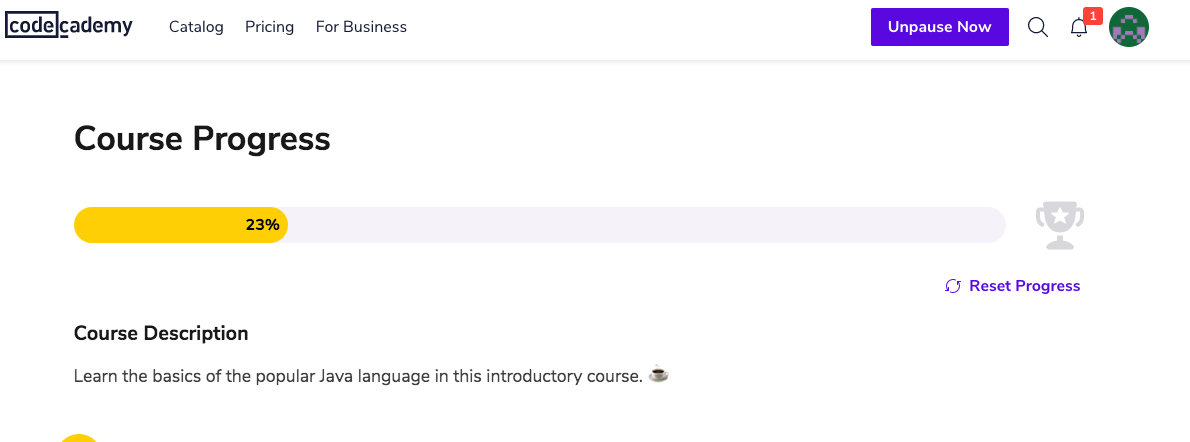 codecademy Catalog Pricing For Business Unpause Now 1
Course Progress
23%
Reset Progress
Course Description
Learn the basics of the popular Java language in this introductory course. ☕